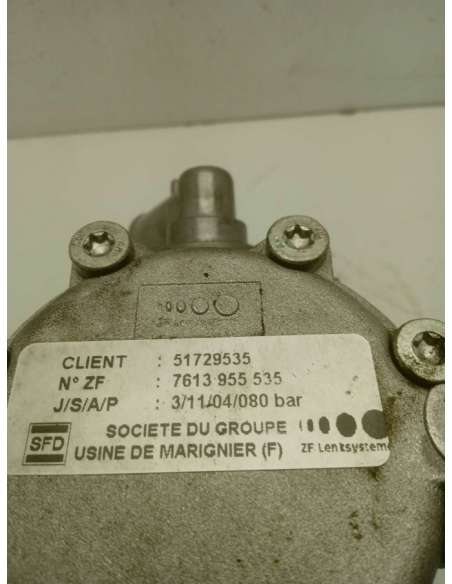 CLIENT : 51729535
N° ZF : 7613 955 535
J/S/A/P : 3/11/04/080 bar
SFD SOCIETE DU GROUPE
USINE DE MARIGNIER (F) ZF Lenksysteme